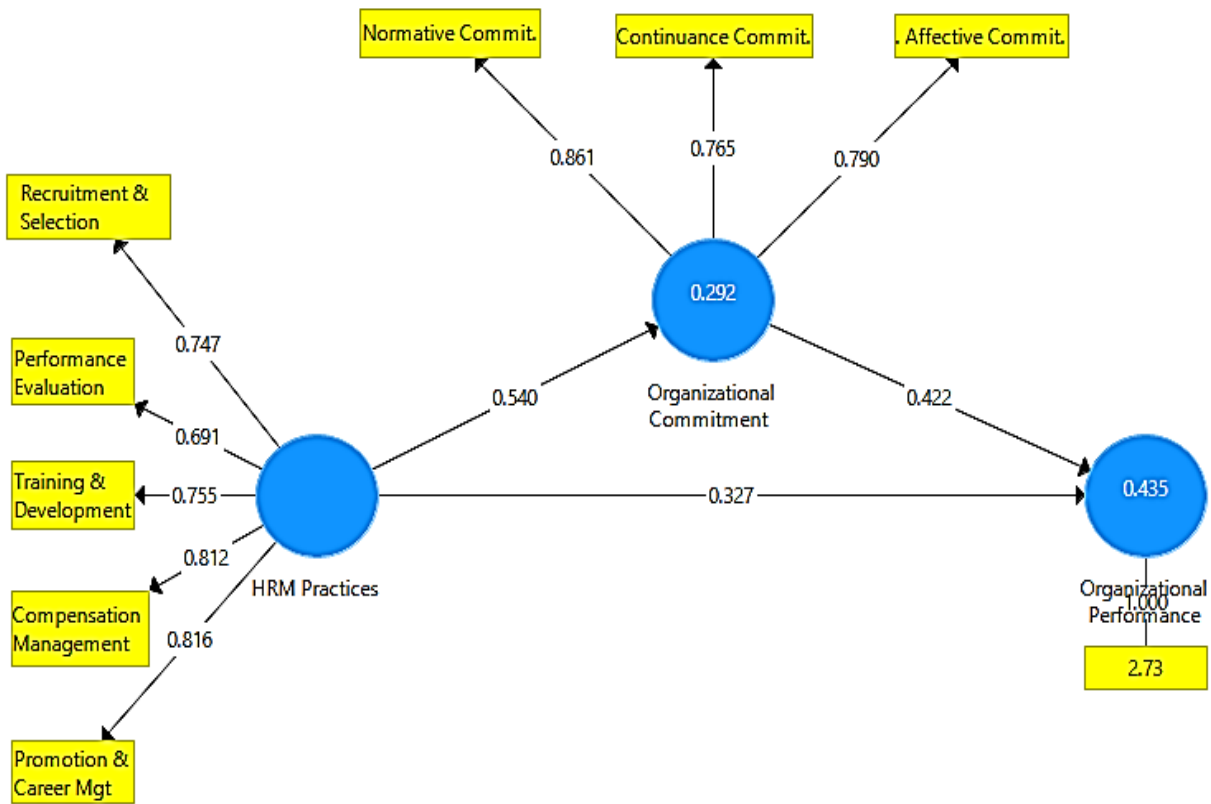 Normative Commit.
Continuance Commit.
. Affective Commit.
0.861
0.765
0.790
Recruitment &
Selection
0.747
Performance
Evaluation
0.691
Training &
Development
0.755
0.812
Compensation
Management
0.816
Promotion &
Career Mgt
HRM Practices
0.540
0.292
Organizational
Commitment
0.422
0.327
0.435
Organizational
1.000
Performance
2.73